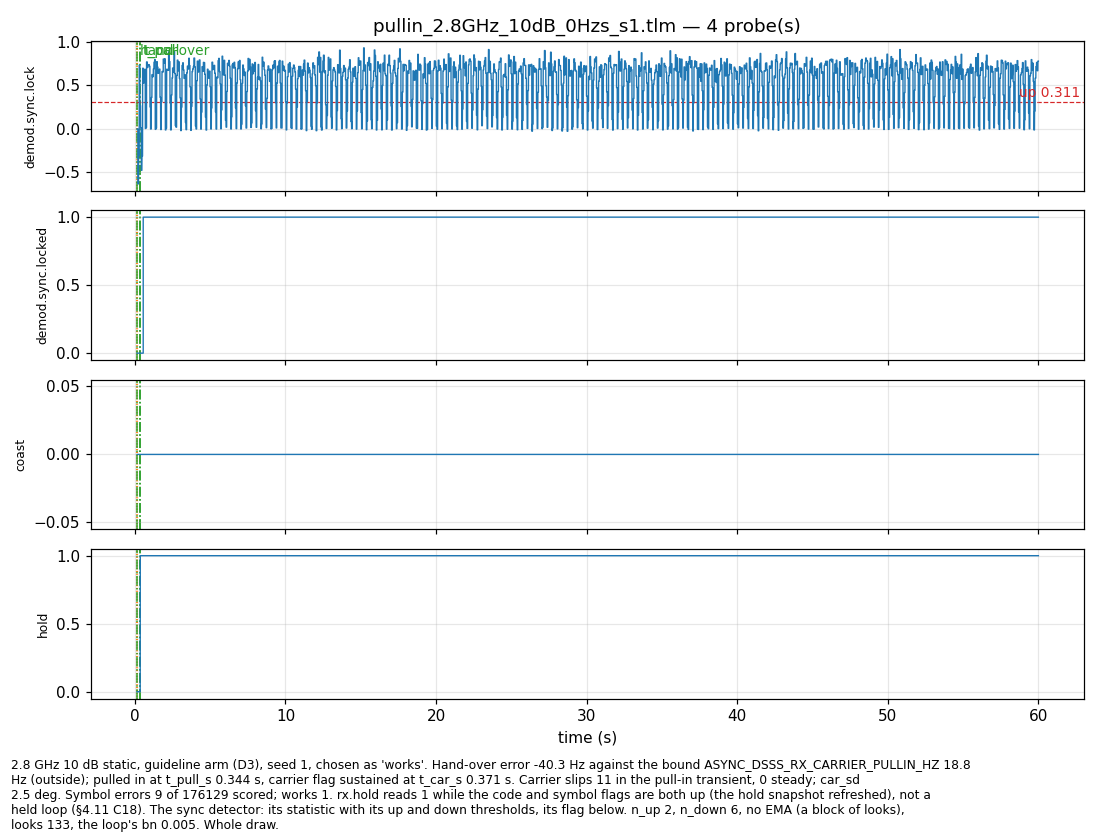 pullin_2.8GHz_10dB_0Hzs_s1.tlm — 4 probe(s)
demod.sync.lock
1.0
0.5
0.0
−0.5
up 0.311
demod.sync.locked
1.0
0.5
0.0
coast
0.05
0.00
−0.05
hold
1.0
0.5
0.0
0
10
20
30
40
50
60
time (s)
2.8 GHz 10 dB static, guideline arm (D3), seed 1, chosen as 'works'. Hand-over error -40.3 Hz against the bound ASYNC_DSSS_RX_CARRIER_PULLIN_HZ 18.8
Hz (outside); pulled in at t_pull_s 0.344 s, carrier flag sustained at t_car_s 0.371 s. Carrier slips 11 in the pull-in transient, 0 steady; car_sd
2.5 deg. Symbol errors 9 of 176129 scored; works 1. rx.hold reads 1 while the code and symbol flags are both up (the hold snapshot refreshed), not a
held loop (§4.11 C18). The sync detector: its statistic with its up and down thresholds, its flag below. n_up 2, n_down 6, no EMA (a block of looks),
looks 133, the loop's bn 0.005. Whole draw.